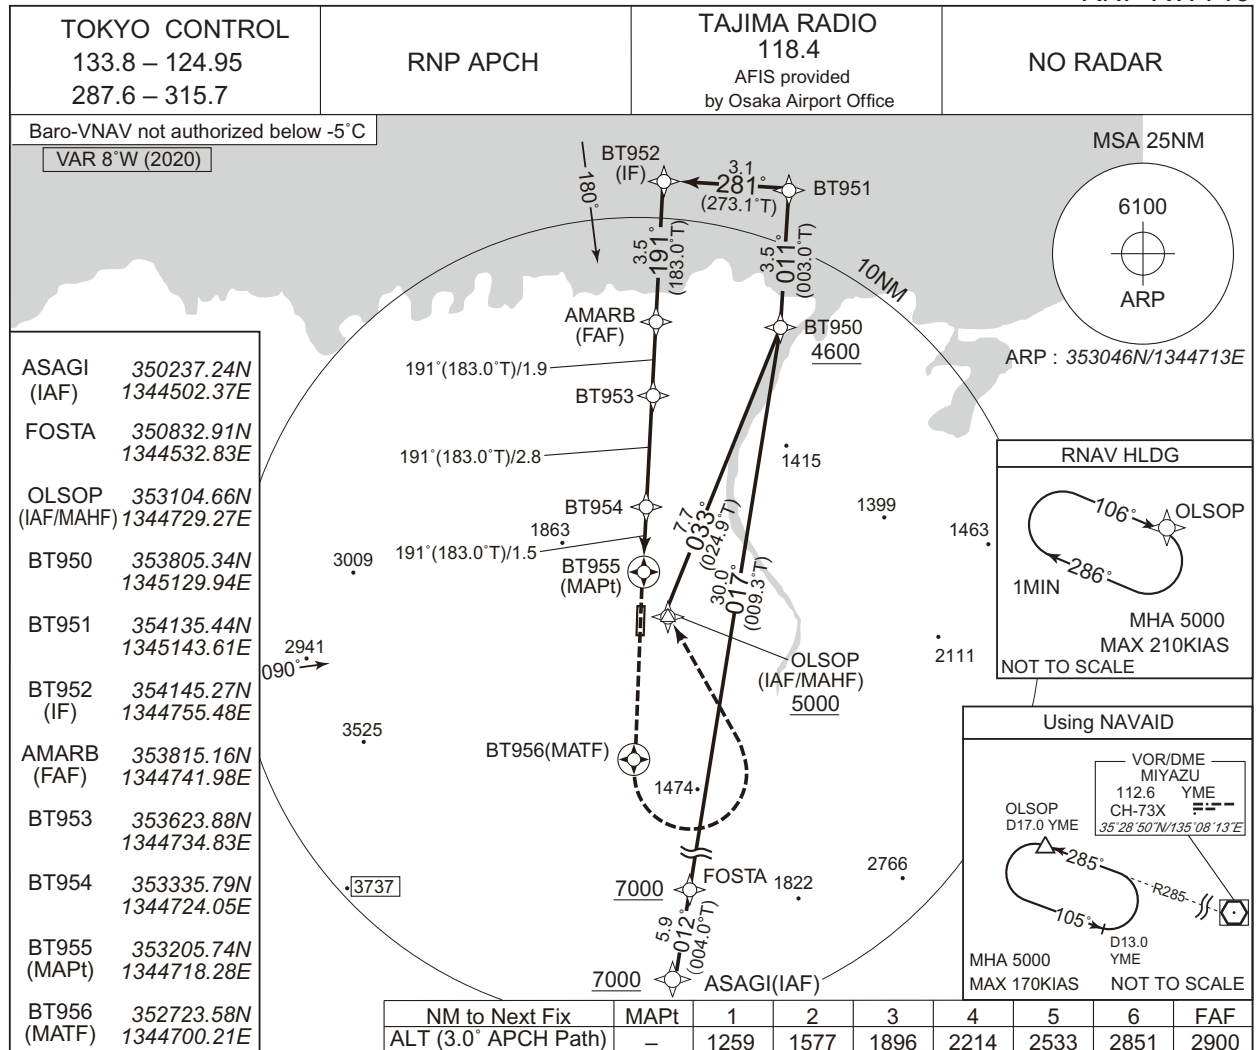 TOKYO CONTROL
133.8 – 124.95
287.6 – 315.7
RNP APCH
TAJIMA RADIO
118.4
AFIS provided
by Osaka Airport Office
NO RADAR
Baro-VNAV not authorized below -5˚C
VAR 8˚W (2020)
MSA 25NM
6100
ARP
ARP : 353046N/1344713E
180˚
BT952
(IF)
3.1
281˚
(273.1˚T)
BT951
3.5
191˚
(183.0˚T)
3.5
011˚
(003.0˚T)
10NM
AMARB
(FAF)
BT950
4600
191˚(183.0˚T)/1.9
BT953
191˚(183.0˚T)/2.8
1415
BT954
1399
1863
1463
191˚(183.0˚T)/1.5
7.7
033˚
(024.9˚T)
3009
BT955
(MAPt)
30.0
017˚
(009.3˚T)
2941
090˚
OLSOP
(IAF/MAHF)
5000
2111
3525
BT956(MATF)
1474
3737
7000
FOSTA
1822
2766
5.9
012˚
(004.0˚T)
7000
ASAGI(IAF)
ASAGI 350237.24N
(IAF) 1344502.37E
FOSTA 350832.91N
1344532.83E
OLSOP 353104.66N
(IAF/MAHF) 1344729.27E
BT950 353805.34N
1345129.94E
BT951 354135.44N
1345143.61E
BT952 354145.27N
(IF) 1344755.48E
AMARB 353815.16N
(FAF) 1344741.98E
BT953 353623.88N
1344734.83E
BT954 353335.79N
1344724.05E
BT955 353205.74N
(MAPt) 1344718.28E
BT956 352723.58N
(MATF) 1344700.21E
RNAV HLDG
106˚
OLSOP
286˚
1MIN
MHA 5000
MAX 210KIAS
NOT TO SCALE
Using NAVAID
VOR/DME
MIYAZU
112.6 YME
CH-73X
35˚28´50˝N/135˚08´13˝E
OLSOP
D17.0 YME
285˚
R285
105˚
D13.0
YME
MHA 5000
MAX 170KIAS NOT TO SCALE
NM to Next Fix MAPt 1 2 3 4 5 6 FAF
ALT (3.0˚ APCH Path) – 1259 1577 1896 2214 2533 2851 2900